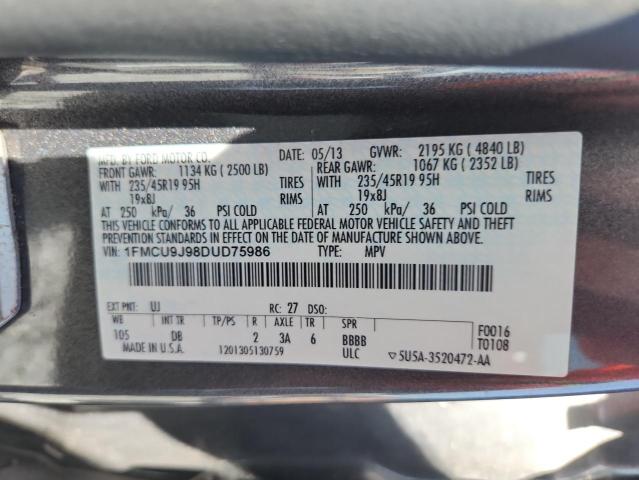 MFD. BY FORD MOTOR CO. DATE: 05/13 GVWR: 2195 KG ( 4840 LB)
FRONT GAWR: 1134 KG ( 2500 LB) REAR GAWR: 1067 KG ( 2352 LB)
WITH 235/45R19 95H TIRES WITH 235/45R19 95H TIRES
19x8J RIMS 19x8J RIMS
AT 250 kPa/ 36 PSI COLD AT 250 kPa/ 36 PSI COLD
THIS VEHICLE CONFORMS TO ALL APPLICABLE FEDERAL MOTOR VEHICLE SAFETY AND THEFT
PREVENTION STANDARDS IN EFFECT ON THE DATE OF MANUFACTURE SHOWN ABOVE.
VIN: 1FMCU9J98DUD75986 TYPE: MPV
EXT PNT: UJ RC: 27 DSO:
WB INT TR TP/PS R AXLE TR SPR F0016
105 DB 2 3A 6 BBBB T0108
MADE IN U.S.A. 1201305130759 ULC 5U5A-3520472-AA